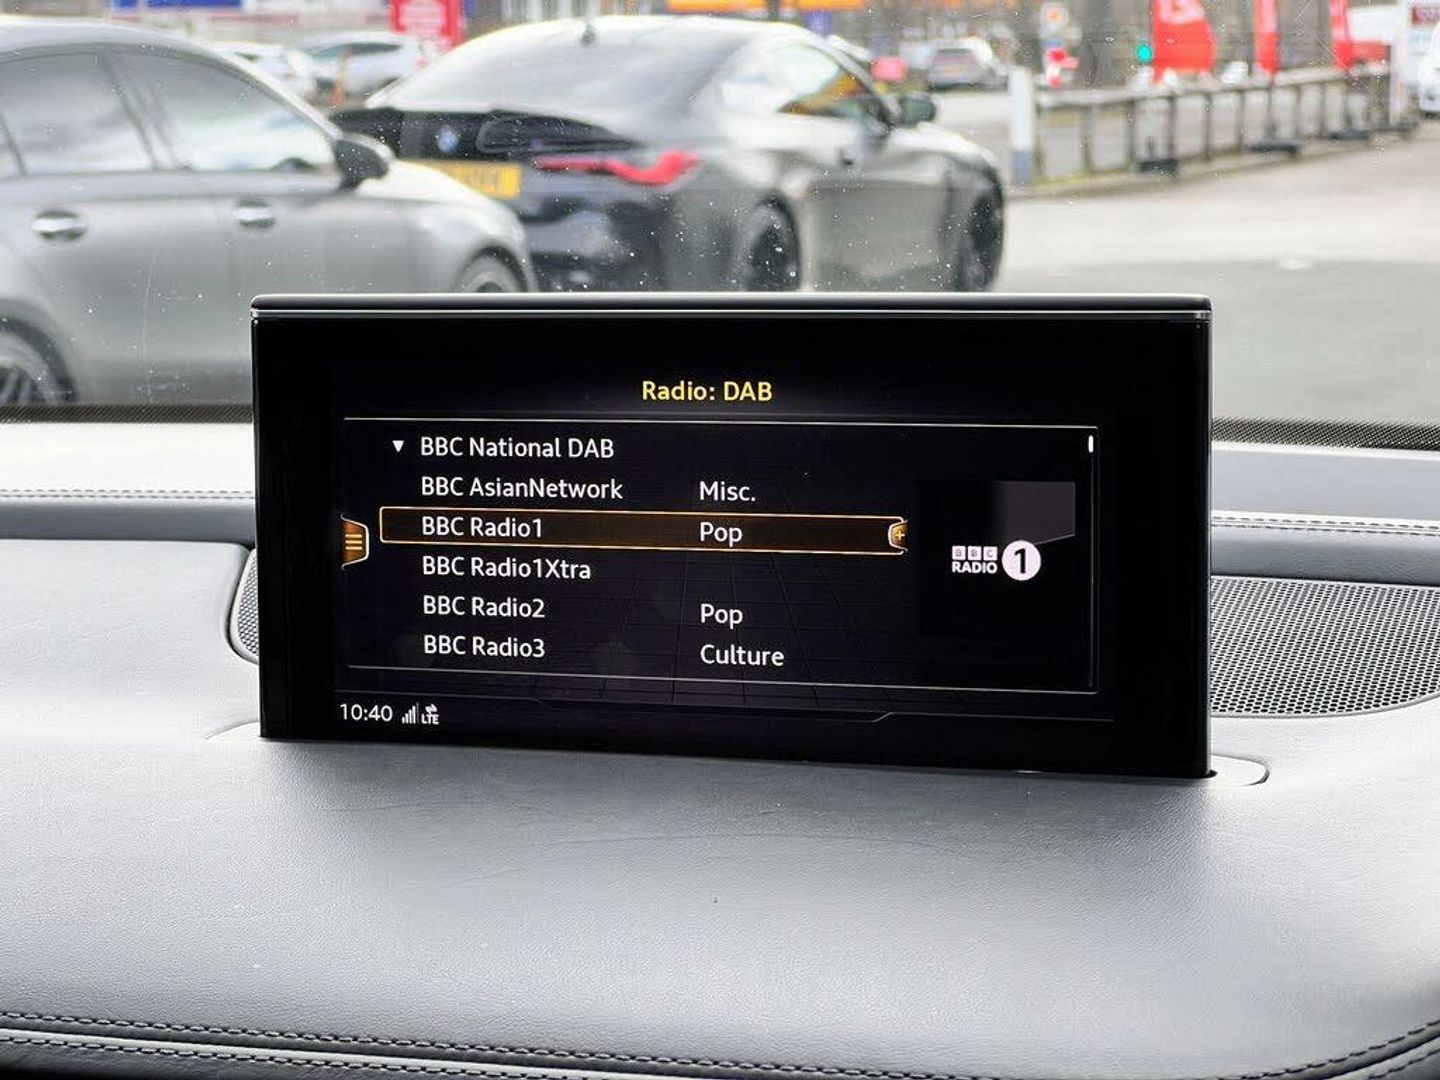 Radio: DAB
▼ BBC National DAB
BBC AsianNetwork Misc.
BBC Radio1 Pop
BBC Radio1Xtra
BBC Radio2 Pop
BBC Radio3 Culture
BBC
RADIO 1
10:40 LTE